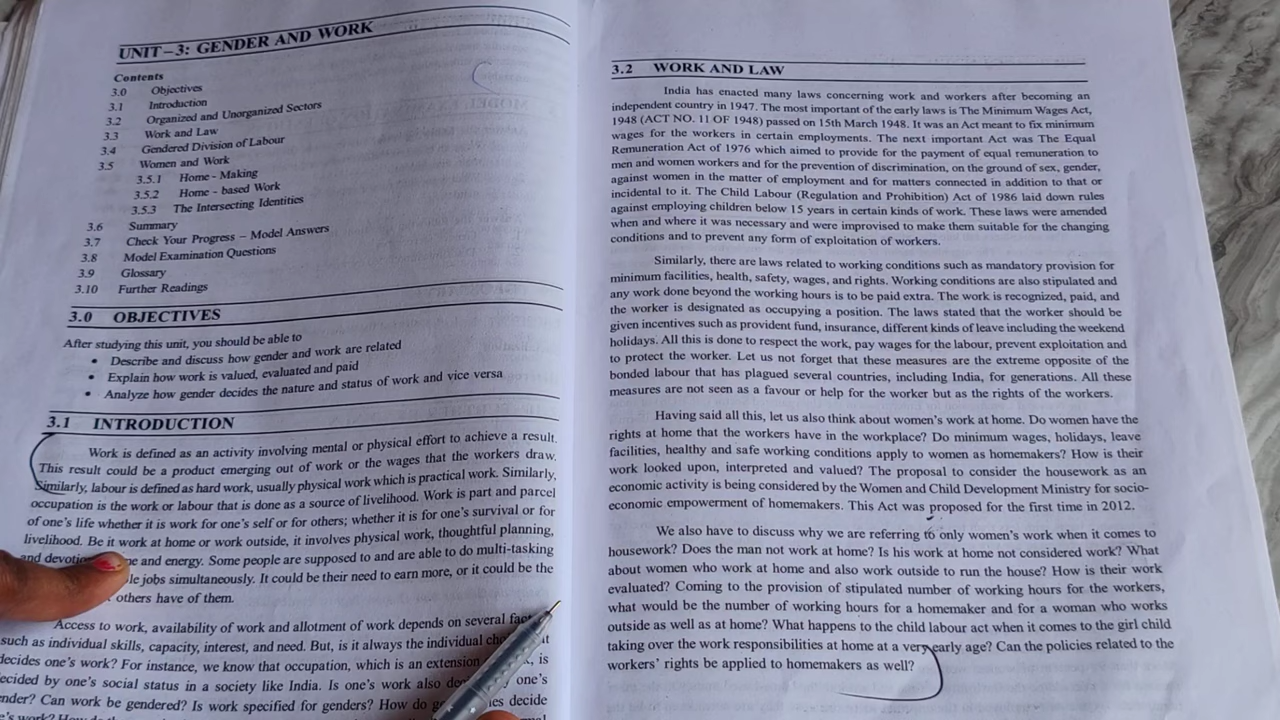 UNIT–3: GENDER AND WORK
Contents
3.0 Objectives
3.1 Introduction
3.2 Organized and Unorganized Sectors
3.3 Work and Law
3.4 Gendered Division of Labour
3.5 Women and Work
3.5.1 Home - Making
3.5.2 Home - based Work
3.5.3 The Intersecting Identities
3.6 Summary
3.7 Check Your Progress – Model Answers
3.8 Model Examination Questions
3.9 Glossary
3.10 Further Readings
3.0 OBJECTIVES
After studying this unit, you should be able to
• Describe and discuss how gender and work are related
• Explain how work is valued, evaluated and paid
• Analyze how gender decides the nature and status of work and vice versa
3.1 INTRODUCTION
Work is defined as an activity involving mental or physical effort to achieve a result.
This result could be a product emerging out of work or the wages that the workers draw.
Similarly, labour is defined as hard work, usually physical work which is practical work. Similarly,
occupation is the work or labour that is done as a source of livelihood. Work is part and parcel
of one's life whether it is work for one's self or for others; whether it is for one's survival or for
livelihood. Be it work at home or work outside, it involves physical work, thoughtful planning,
and and energy. Some people are supposed to and are able to do multi-tasking
jobs simultaneously. It could be their need to earn more, or it could be the
others have of them.
Access to work, availability of work and allotment of work depends on several
such as individual skills, capacity, interest, and need. But, is it always the individual
decides one's work? For instance, we know that occupation, which is an extension is
decided by one's social status in a society like India. Is one's work also one's
Can work be gendered? Is work specified for genders? How do decide
3.2 WORK AND LAW
India has enacted many laws concerning work and workers after becoming an
independent country in 1947. The most important of the early laws is The Minimum Wages Act,
1948 (ACT NO. 11 OF 1948) passed on 15th March 1948. It was an Act meant to fix minimum
wages for the workers in certain employments. The next important Act was The Equal
Remuneration Act of 1976 which aimed to provide for the payment of equal remuneration to
men and women workers and for the prevention of discrimination, on the ground of sex, gender,
against women in the matter of employment and for matters connected in addition to that or
incidental to it. The Child Labour (Regulation and Prohibition) Act of 1986 laid down rules
against employing children below 15 years in certain kinds of work. These laws were amended
when and where it was necessary and were improvised to make them suitable for the changing
conditions and to prevent any form of exploitation of workers.
Similarly, there are laws related to working conditions such as mandatory provision for
minimum facilities, health, safety, wages, and rights. Working conditions are also stipulated and
any work done beyond the working hours is to be paid extra. The work is recognized, paid, and
the worker is designated as occupying a position. The laws stated that the worker should be
given incentives such as provident fund, insurance, different kinds of leave including the weekend
holidays. All this is done to respect the work, pay wages for the labour, prevent exploitation and
to protect the worker. Let us not forget that these measures are the extreme opposite of the
bonded labour that has plagued several countries, including India, for generations. All these
measures are not seen as a favour or help for the worker but as the rights of the workers.
Having said all this, let us also think about women's work at home. Do women have the
rights at home that the workers have in the workplace? Do minimum wages, holidays, leave
facilities, healthy and safe working conditions apply to women as homemakers? How is their
work looked upon, interpreted and valued? The proposal to consider the housework as an
economic activity is being considered by the Women and Child Development Ministry for socio-
economic empowerment of homemakers. This Act was proposed for the first time in 2012.
We also have to discuss why we are referring to only women's work when it comes to
housework? Does the man not work at home? Is his work at home not considered work? What
about women who work at home and also work outside to run the house? How is their work
evaluated? Coming to the provision of stipulated number of working hours for the workers,
what would be the number of working hours for a homemaker and for a woman who works
outside as well as at home? What happens to the child labour act when it comes to the girl child
taking over the work responsibilities at home at a very early age? Can the policies related to the
workers' rights be applied to homemakers as well?